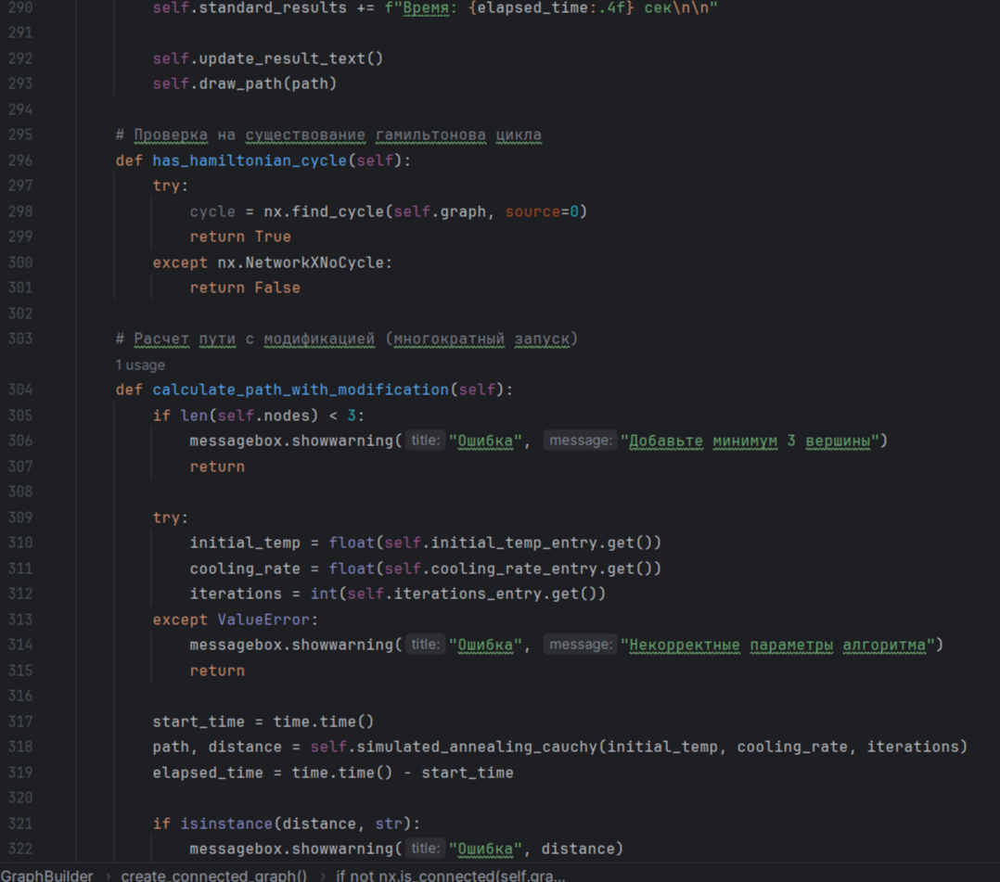 290 self.standard_results += f"Время: {elapsed_time:.4f} сек\n\n"
291
292 self.update_result_text()
293 self.draw_path(path)
294
295 # Проверка на существование гамильтонова цикла
296 def has_hamiltonian_cycle(self):
297 try:
298 cycle = nx.find_cycle(self.graph, source=0)
299 return True
300 except nx.NetworkXNoCycle:
301 return False
302
303 # Расчет пути с модификацией (многократный запуск)
1 usage
304 def calculate_path_with_modification(self):
305 if len(self.nodes) < 3:
306 messagebox.showwarning( title: "Ошибка", message: "Добавьте минимум 3 вершины")
307 return
308
309 try:
310 initial_temp = float(self.initial_temp_entry.get())
311 cooling_rate = float(self.cooling_rate_entry.get())
312 iterations = int(self.iterations_entry.get())
313 except ValueError:
314 messagebox.showwarning( title: "Ошибка", message: "Некорректные параметры алгоритма")
315 return
316
317 start_time = time.time()
318 path, distance = self.simulated_annealing_cauchy(initial_temp, cooling_rate, iterations)
319 elapsed_time = time.time() - start_time
320
321 if isinstance(distance, str):
322 messagebox.showwarning( title: "Ошибка", distance)
GraphBuilder › create_connected_graph() › if not nx.is_connected(self.gra...